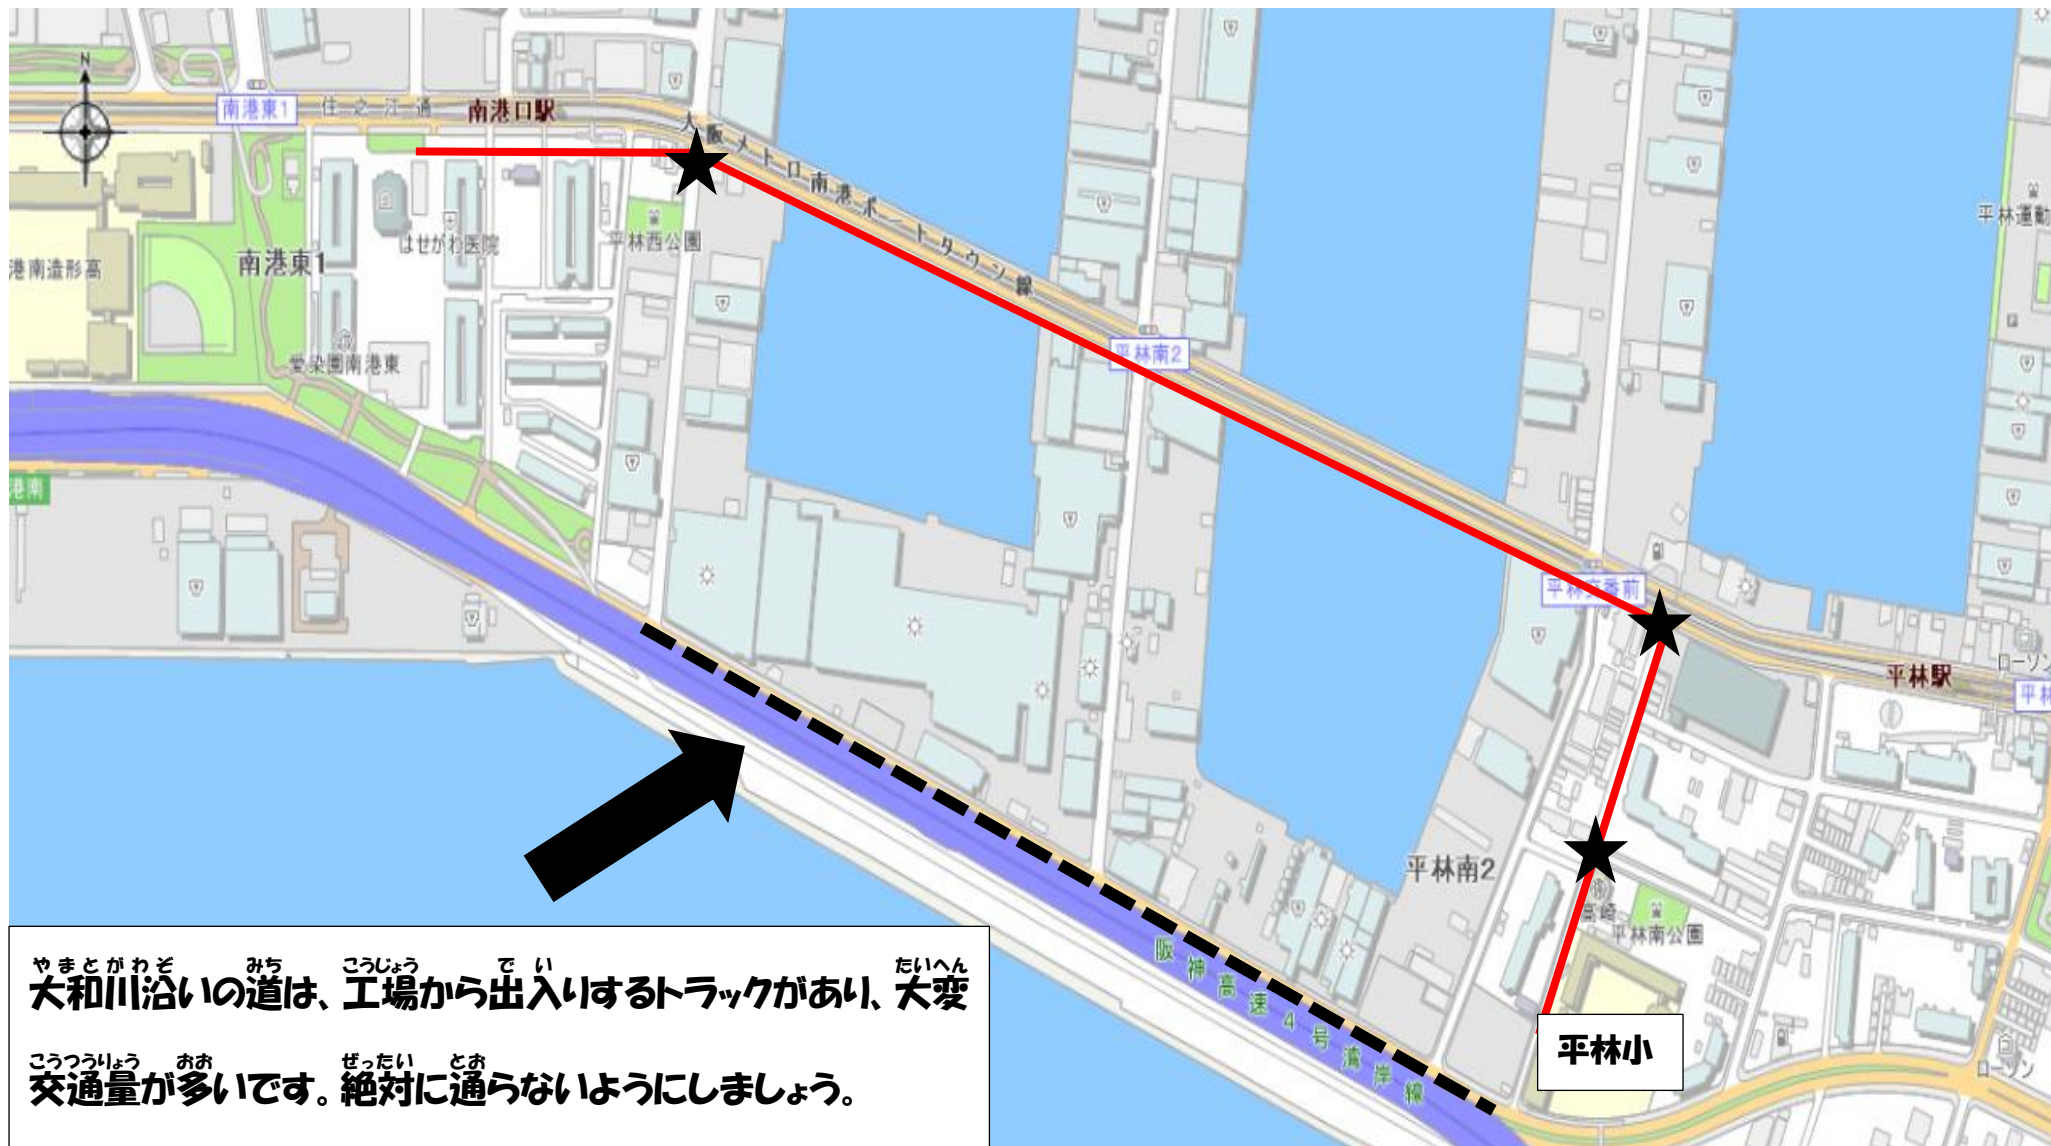 N
南港東1
住之江通
南港口駅
大阪メトロ南港ポートタウン線
平林運動
はせがわ医院
平林西公園
南港東1
港南造形高
愛染園南港東
平林南2
港南
平林交番前
ローソン
平林駅
平林
平林南2
高崎
平林南公園
阪神高速4号湾岸線
平林小
ローソン
やまとがわぞ みち こうじょう でい たいへん
大和川沿いの道は、工場から出入りするトラックがあり、大変
こうつうりょう おお ぜったい とお
交通量が多いです。絶対に通らないようにしましょう。